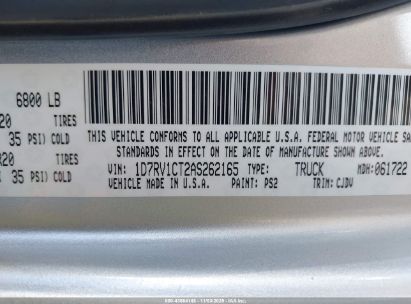 6800 LB
20 TIRES
35 PSI) COLD
R20 TIRES
35 PSI) COLD
THIS VEHICLE CONFORMS TO ALL APPLICABLE U.S.A. FEDERAL MOTOR VEHICLE SA
STANDARDS IN EFFECT ON THE DATE OF MANUFACTURE SHOWN ABOVE.
VIN: 1D7RV1CT2AS262165 TYPE: TRUCK MDH: 061722
VEHICLE MADE IN U.S.A. PAINT: PS2 TRIM: CJDV